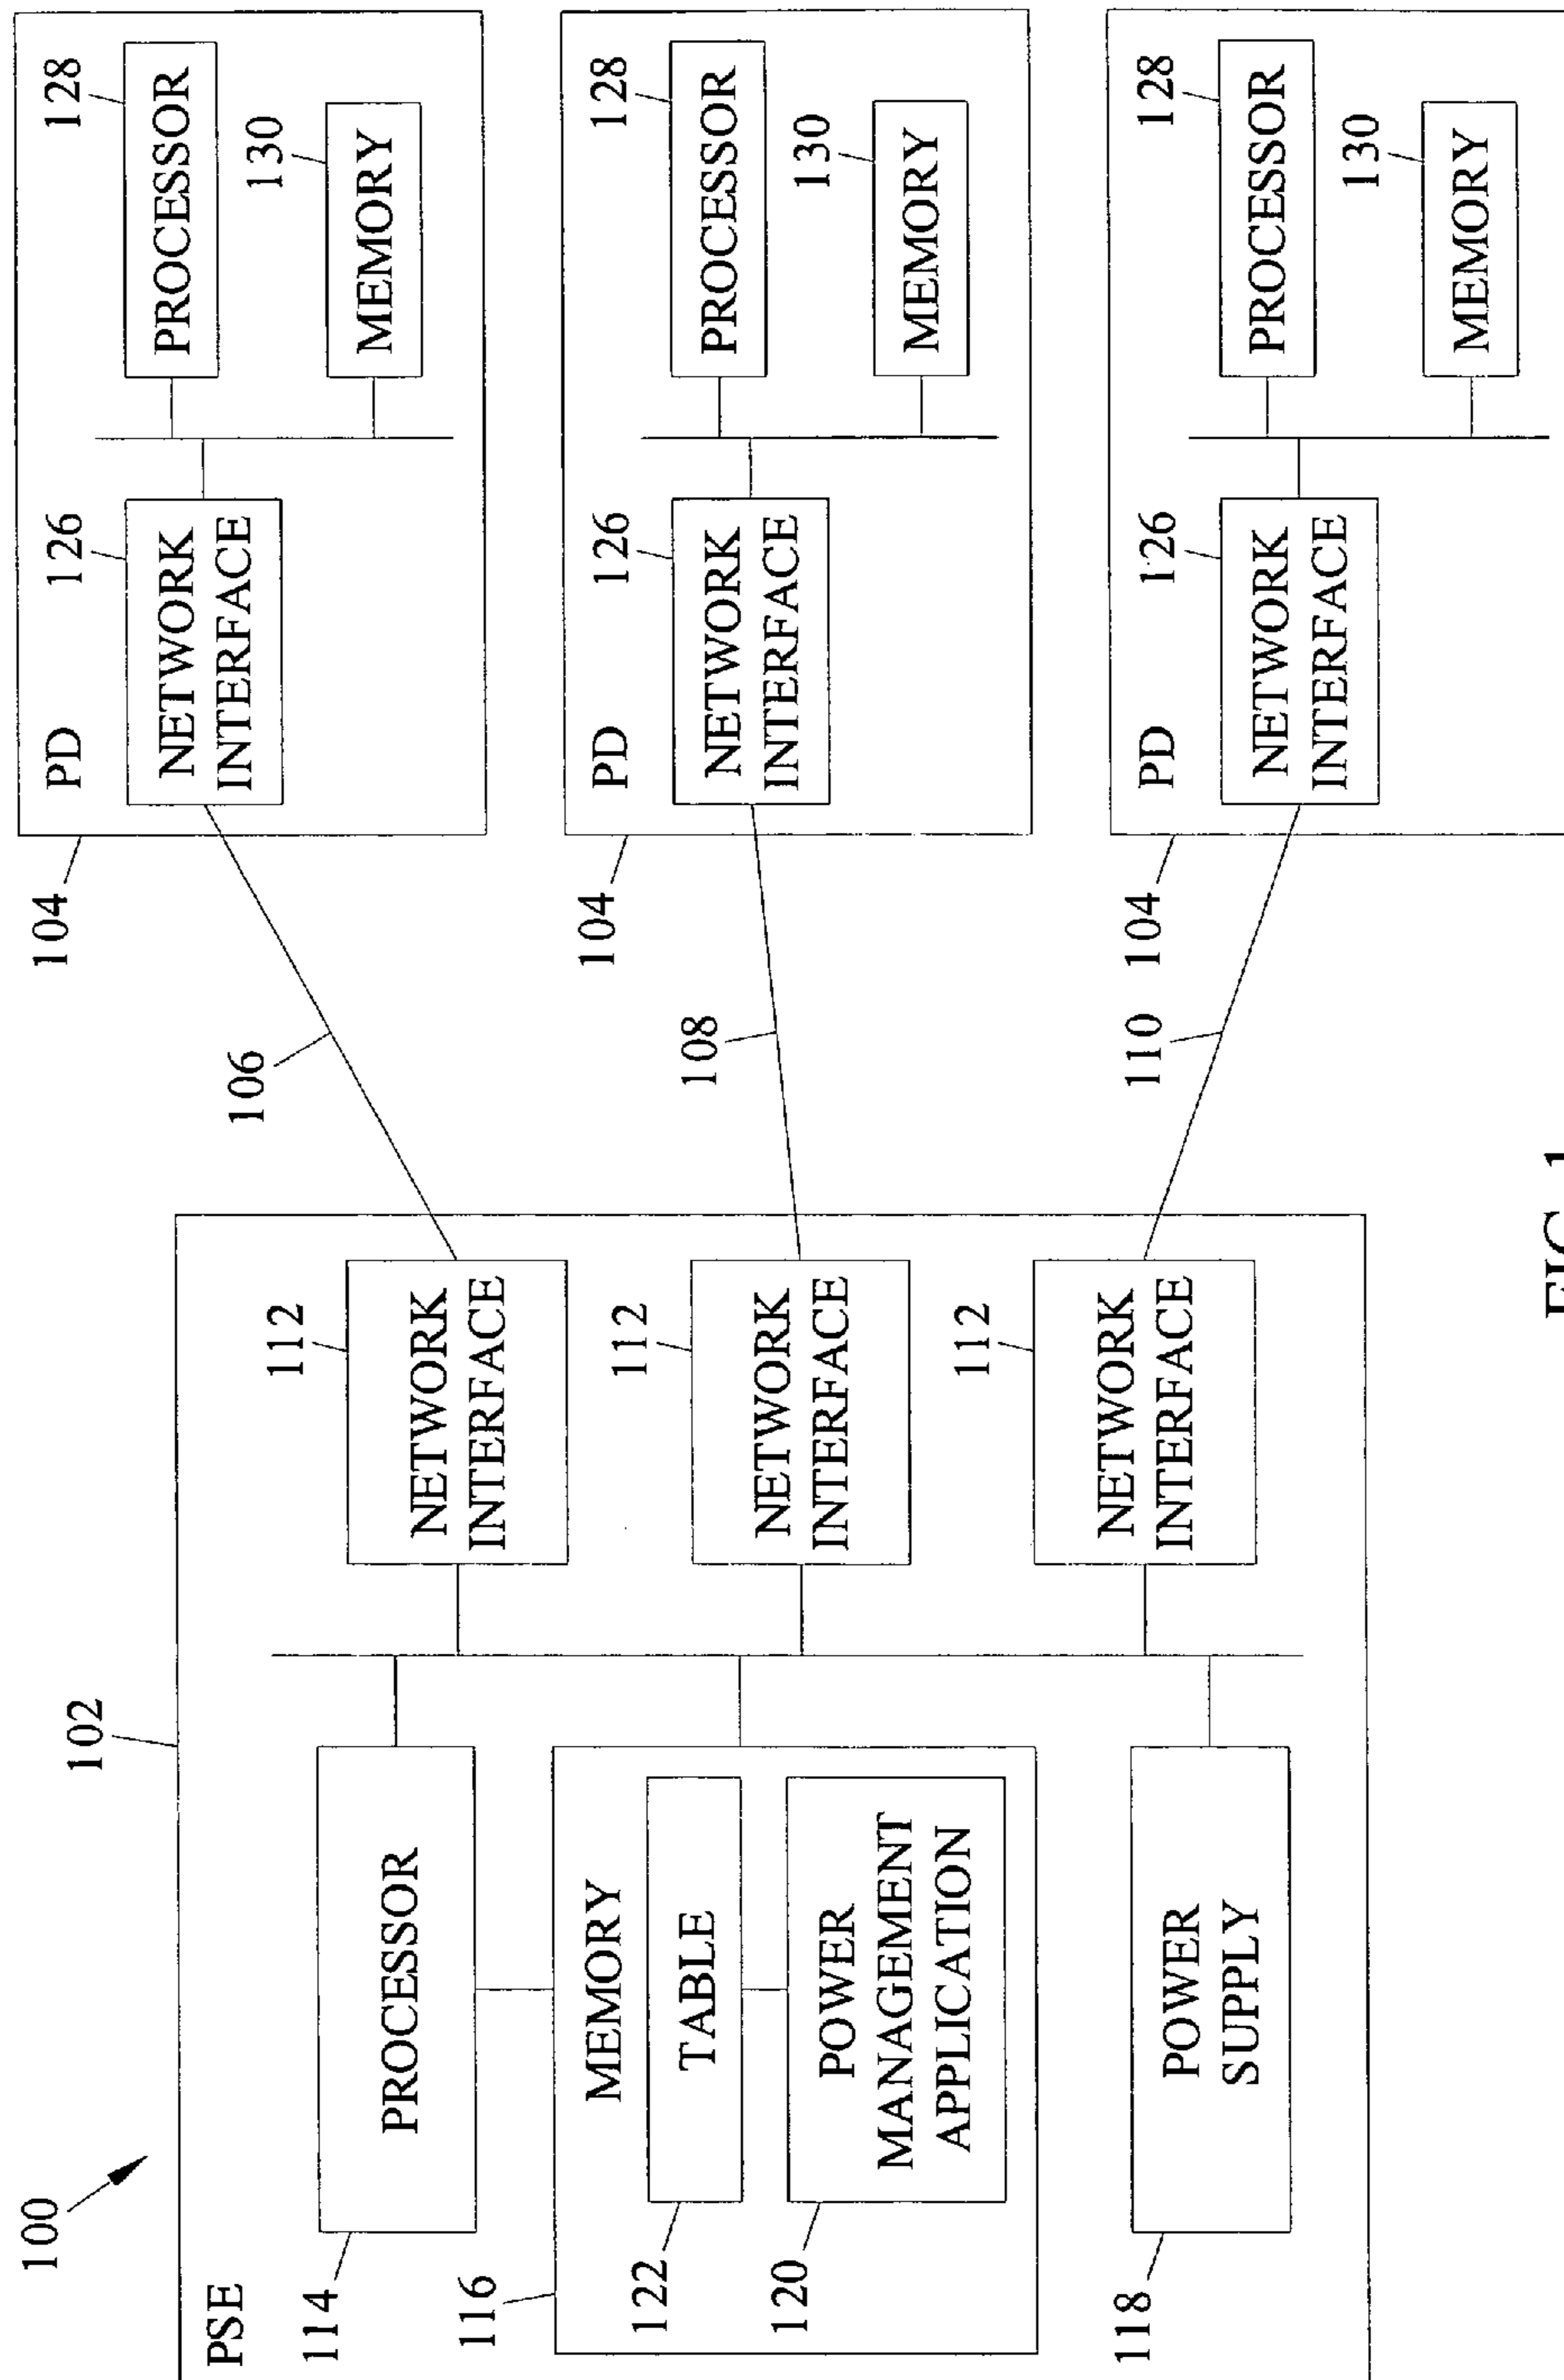 100
102
PSE
114
PROCESSOR
116
MEMORY
122
TABLE
120
POWER
MANAGEMENT
APPLICATION
118
POWER
SUPPLY
112
NETWORK
INTERFACE
112
NETWORK
INTERFACE
112
NETWORK
INTERFACE
106
108
110
104
PD
126
NETWORK
INTERFACE
128
PROCESSOR
130
MEMORY
104
PD
126
NETWORK
INTERFACE
128
PROCESSOR
130
MEMORY
104
PD
126
NETWORK
INTERFACE
128
PROCESSOR
130
MEMORY
FIG. 1